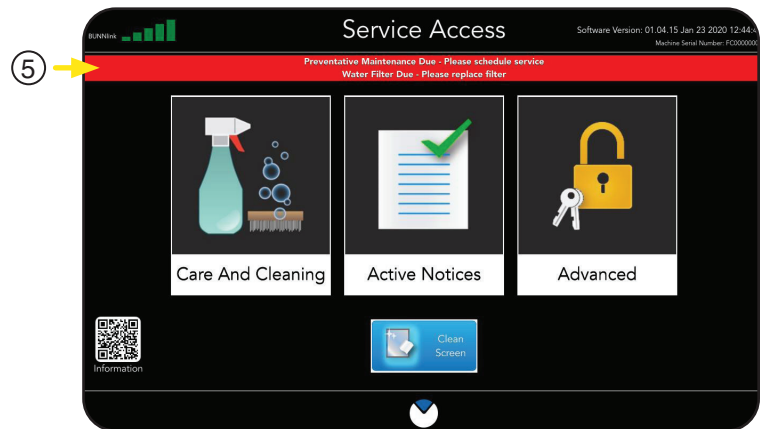 5
BUNNlink
Service Access
Software Version: 01.04.15 Jan 23 2020 12:44:4
Machine Serial Number: FC0000000
Preventative Maintenance Due - Please schedule service
Water Filter Due - Please replace filter
Care And Cleaning
Active Notices
Advanced
Clean
Screen
Information